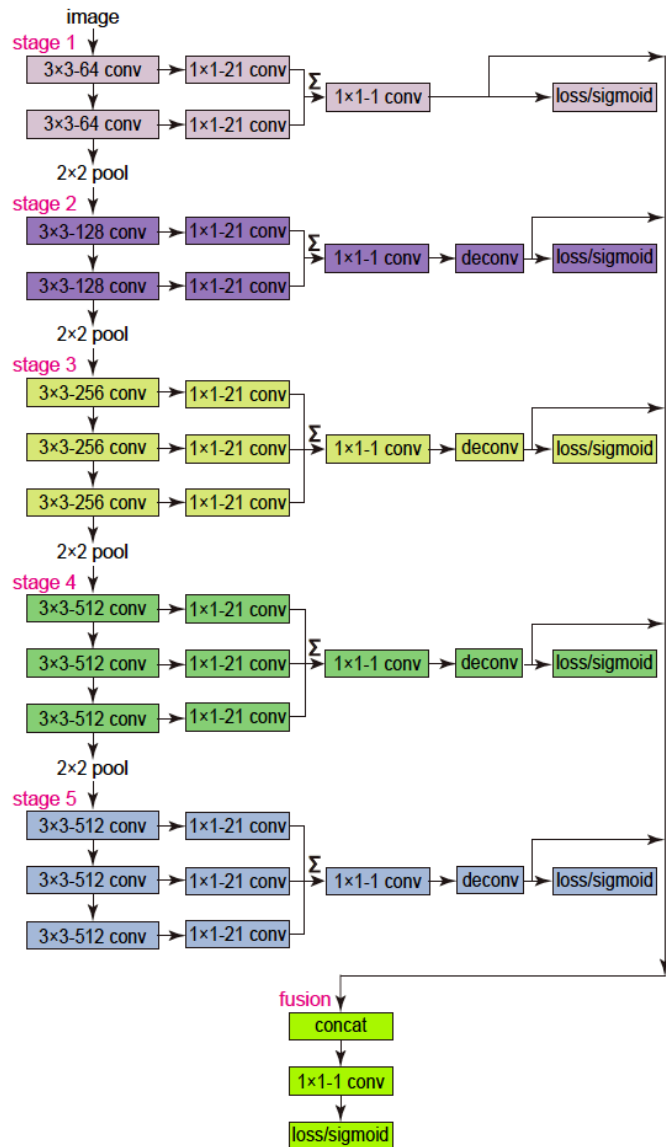 image
stage 1
3×3-64 conv
1×1-21 conv
Σ
1×1-1 conv
loss/sigmoid
3×3-64 conv
1×1-21 conv
2×2 pool
stage 2
3×3-128 conv
1×1-21 conv
Σ
1×1-1 conv
deconv
loss/sigmoid
3×3-128 conv
1×1-21 conv
2×2 pool
stage 3
3×3-256 conv
1×1-21 conv
Σ
3×3-256 conv
1×1-21 conv
1×1-1 conv
deconv
loss/sigmoid
3×3-256 conv
1×1-21 conv
2×2 pool
stage 4
3×3-512 conv
1×1-21 conv
Σ
3×3-512 conv
1×1-21 conv
1×1-1 conv
deconv
loss/sigmoid
3×3-512 conv
1×1-21 conv
2×2 pool
stage 5
3×3-512 conv
1×1-21 conv
Σ
3×3-512 conv
1×1-21 conv
1×1-1 conv
deconv
loss/sigmoid
3×3-512 conv
1×1-21 conv
fusion
concat
1×1-1 conv
loss/sigmoid